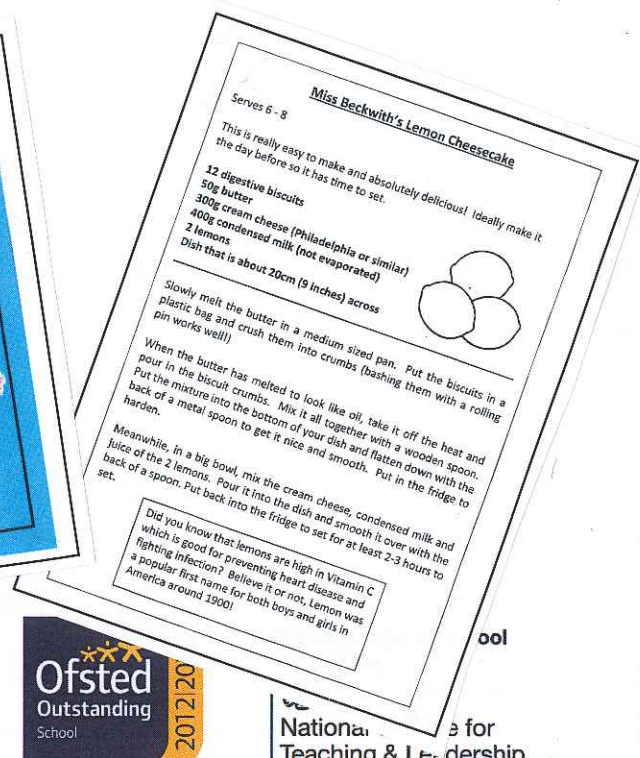 Miss Beckwith's Lemon Cheesecake
Serves 6 - 8
This is really easy to make and absolutely delicious! Ideally make it
the day before so it has time to set.
12 digestive biscuits
50g butter
300g cream cheese (Philadelphia or similar)
400g condensed milk (not evaporated)
2 lemons
Dish that is about 20cm (9 inches) across
Slowly melt the butter in a medium sized pan. Put the biscuits in a
plastic bag and crush them into crumbs (bashing them with a rolling
pin works well!)
When the butter has melted to look like oil, take it off the heat and
pour in the biscuit crumbs. Mix it all together with a wooden spoon.
Put the mixture into the bottom of your dish and flatten down with the
back of a metal spoon to get it nice and smooth. Put in the fridge to
harden.
Meanwhile, in a big bowl, mix the cream cheese, condensed milk and
juice of the 2 lemons. Pour it into the dish and smooth it over with the
back of a spoon. Put back into the fridge to set for at least 2-3 hours to
set.
Did you know that lemons are high in Vitamin C
which is good for preventing heart disease and
fighting infection? Believe it or not, Lemon was
a popular first name for both boys and girls in
America around 1900!
Ofsted
Outstanding
School
2012|20
ool
National e for
Teaching & L dership